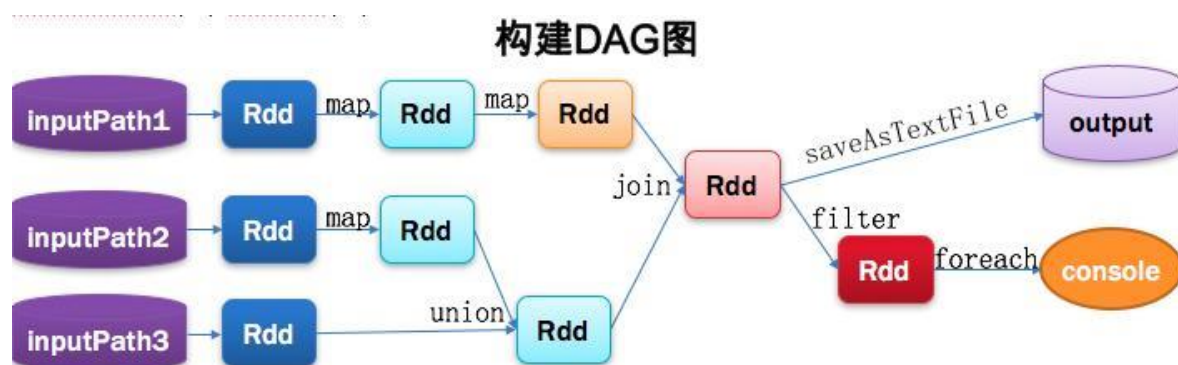 构建DAG图
inputPath1
Rdd
map
Rdd
map
Rdd
saveAsTextFile
output
join
Rdd
inputPath2
Rdd
map
Rdd
filter
Rdd
foreach
console
inputPath3
Rdd
union
Rdd